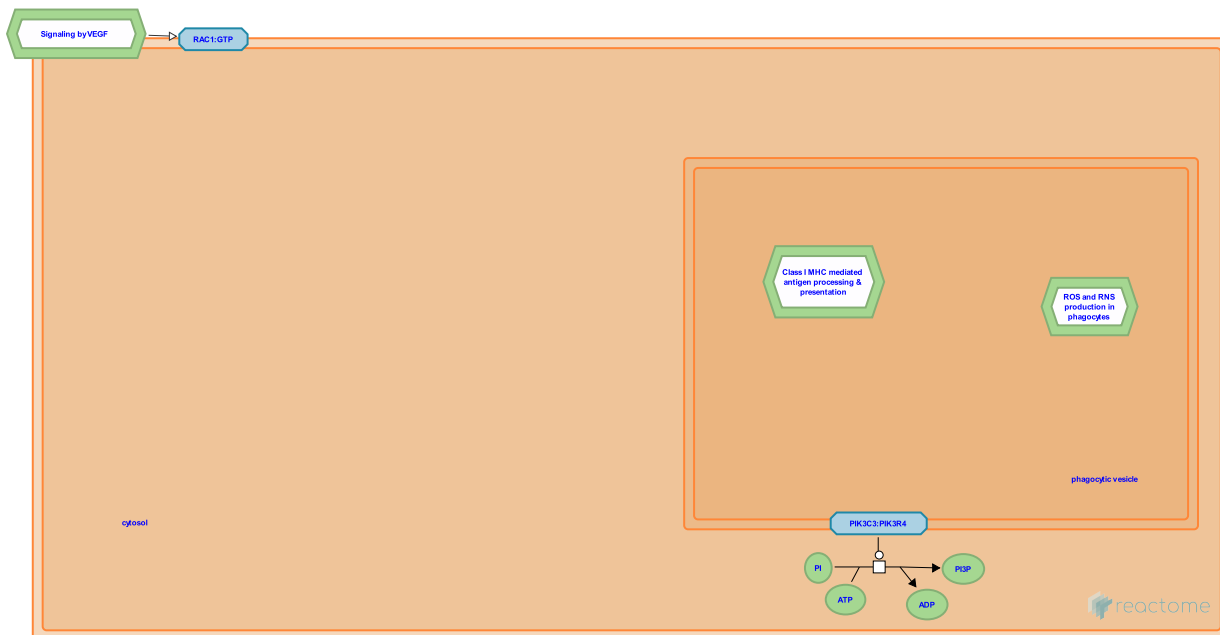 Signaling by VEGF
RAC1:GTP
Class I MHC mediated
antigen processing &
presentation
ROS and RNS
production in
phagocytes
phagocytic vesicle
cytosol
PIK3C3:PIK3R4
PI
PI3P
ATP
ADP
reactome